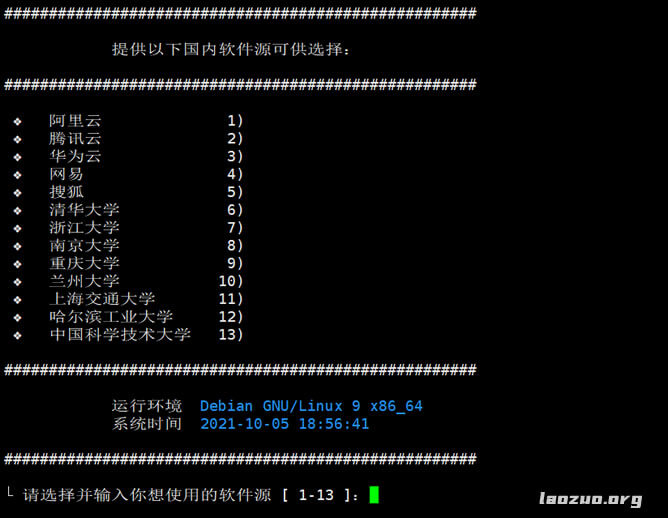 #####################################################
提供以下国内软件源可供选择：
#####################################################
❖ 阿里云 1)
❖ 腾讯云 2)
❖ 华为云 3)
❖ 网易 4)
❖ 搜狐 5)
❖ 清华大学 6)
❖ 浙江大学 7)
❖ 南京大学 8)
❖ 重庆大学 9)
❖ 兰州大学 10)
❖ 上海交通大学 11)
❖ 哈尔滨工业大学 12)
❖ 中国科学技术大学 13)
#####################################################
运行环境 Debian GNU/Linux 9 x86_64
系统时间 2021-10-05 18:56:41
#####################################################
└ 请选择并输入你想使用的软件源 [ 1-13 ]：
laozuo.org